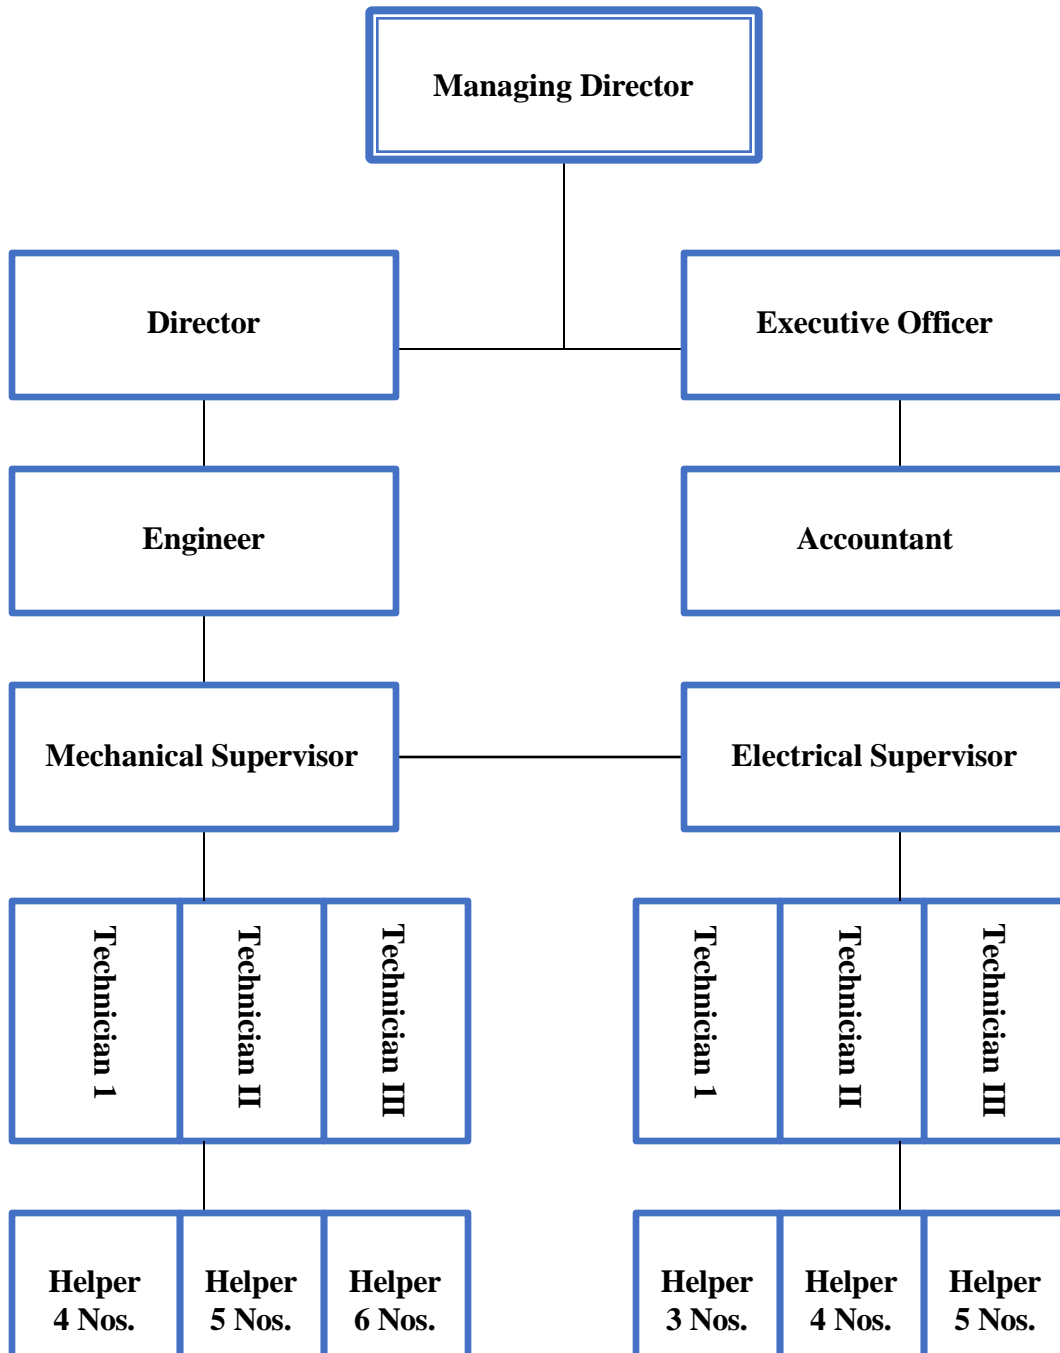 Managing Director
Director
Executive Officer
Engineer
Accountant
Mechanical Supervisor
Electrical Supervisor
Technician 1
Technician II
Technician III
Technician 1
Technician II
Technician III
Helper
4 Nos.
Helper
5 Nos.
Helper
6 Nos.
Helper
3 Nos.
Helper
4 Nos.
Helper
5 Nos.